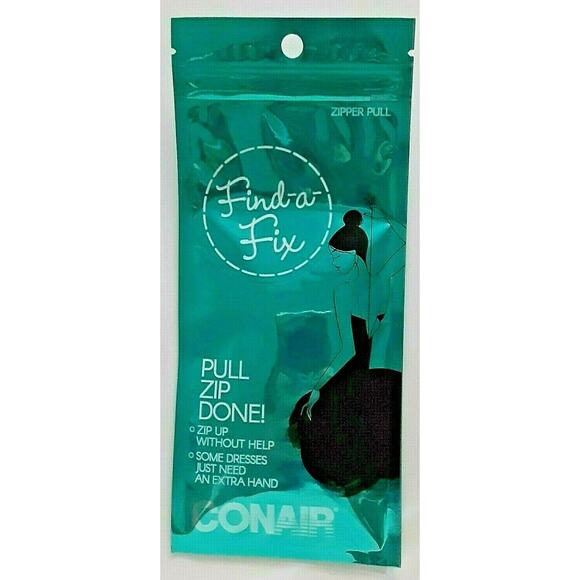 ZIPPER PULL
Find-a-
Fix
PULL
ZIP
DONE!
ZIP UP
WITHOUT HELP
SOME DRESSES
JUST NEED
AN EXTRA HAND
CONAIR